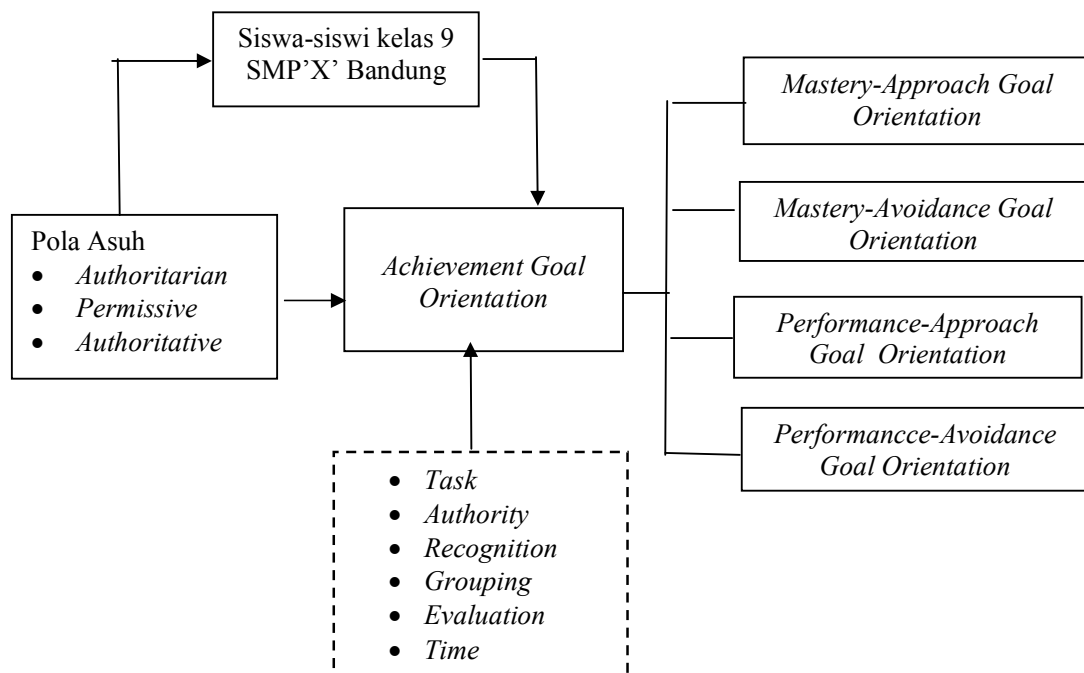 Siswa-siswi kelas 9
SMP’X’ Bandung
Pola Asuh
• Authoritarian
• Permissive
• Authoritative
Achievement Goal
Orientation
Mastery-Approach Goal
Orientation
Mastery-Avoidance Goal
Orientation
Performance-Approach
Goal Orientation
Performancce-Avoidance
Goal Orientation
• Task
• Authority
• Recognition
• Grouping
• Evaluation
• Time